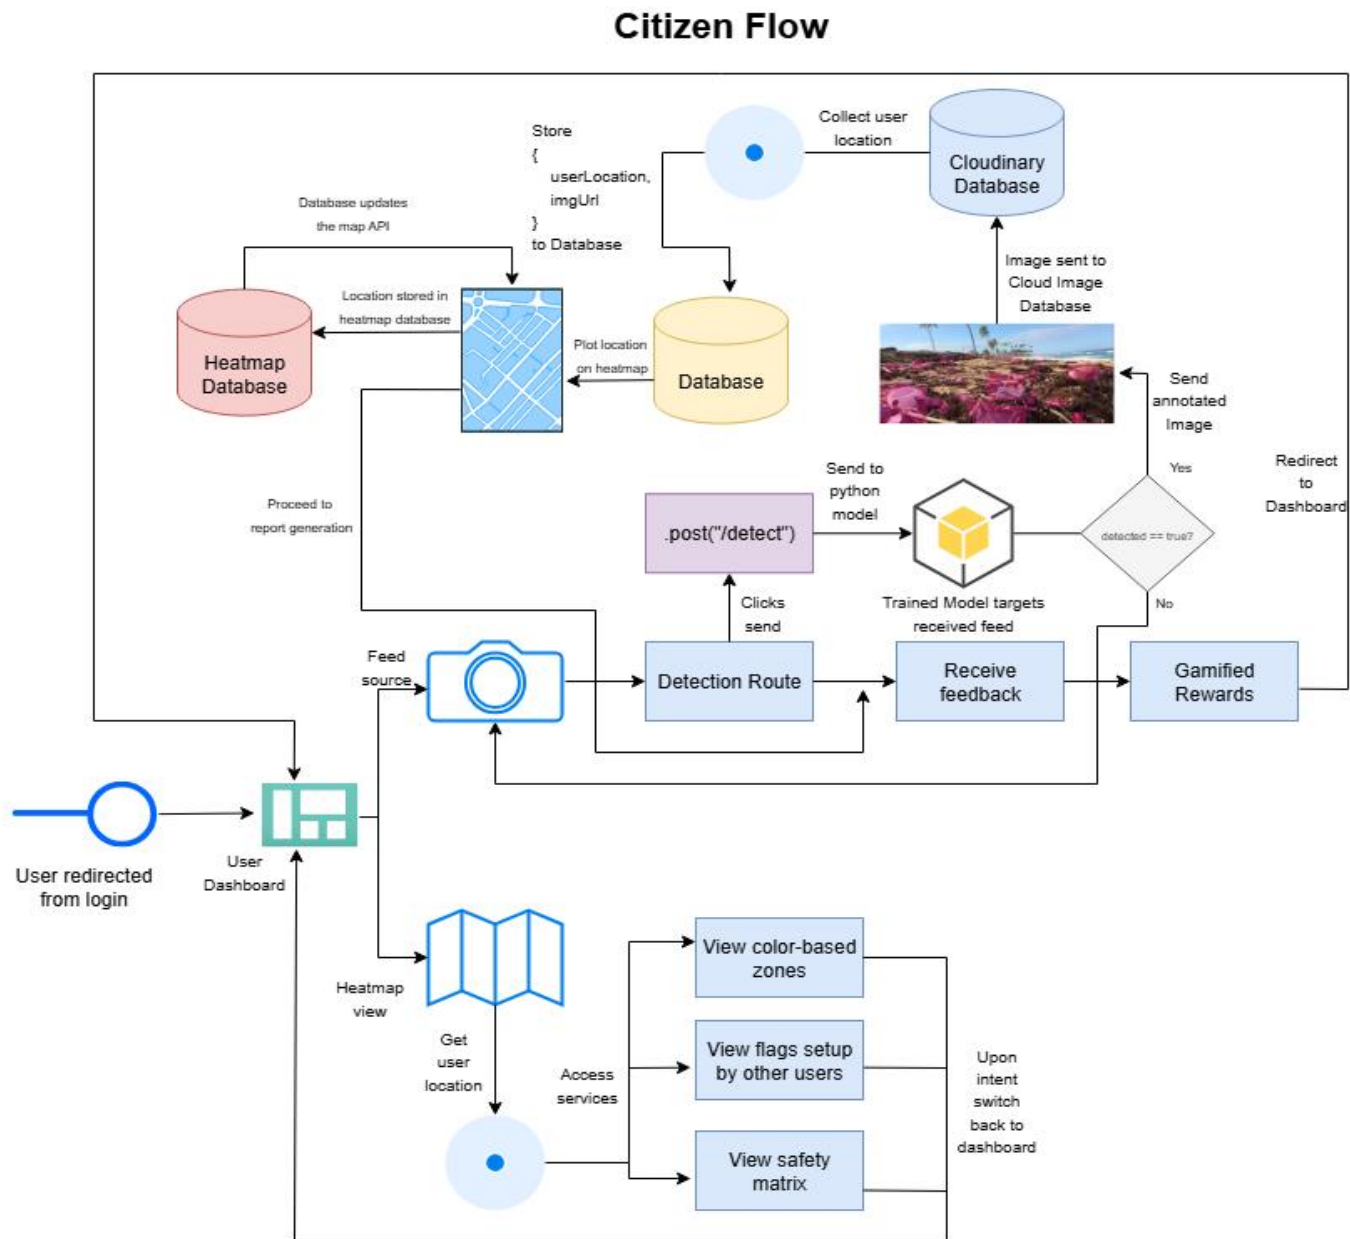 Citizen Flow
Store
{
userLocation,
imgUrl
}
to Database
Collect user
location
Cloudinary
Database
Database updates
the map API
Location stored in
heatmap database
Heatmap
Database
Plot location
on heatmap
Database
Image sent to
Cloud Image
Database
Send
annotated
Image
Yes
Redirect
to
Dashboard
Proceed to
report generation
.post("/detect")
Send to
python
model
detected == true?
No
Clicks
send
Trained Model targets
received feed
Feed
source
Detection Route
Receive
feedback
Gamified
Rewards
User redirected
from login
User
Dashboard
Heatmap
view
Get
user
location
Access
services
View color-based
zones
View flags setup
by other users
View safety
matrix
Upon
intent
switch
back to
dashboard